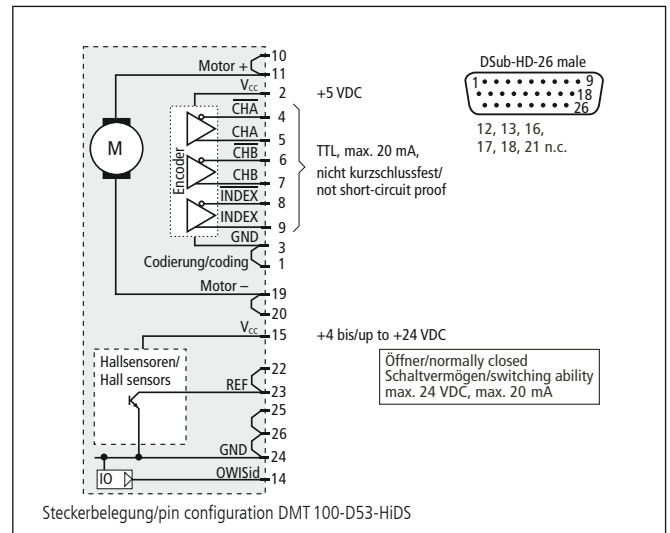 10
Motor +
11
Vcc
2
+5 VDC
CHA
4
CHA
5
CHB
6
CHB
7
INDEX
8
INDEX
9
GND
3
Codierung/coding
1
M
Encoder
TTL, max. 20 mA,
nicht kurzschlussfest/
not short-circuit proof
DSub-HD-26 male
1
9
18
26
12, 13, 16,
17, 18, 21 n.c.
Motor –
19
20
Vcc
15
+4 bis/up to +24 VDC
Hallsensoren/
Hall sensors
22
REF
23
25
26
GND
24
IO
OWISid
14
Öffner/normally closed
Schaltvermögen/switching ability
max. 24 VDC, max. 20 mA
Steckerbelegung/pin configuration DMT 100-D53-HiDS